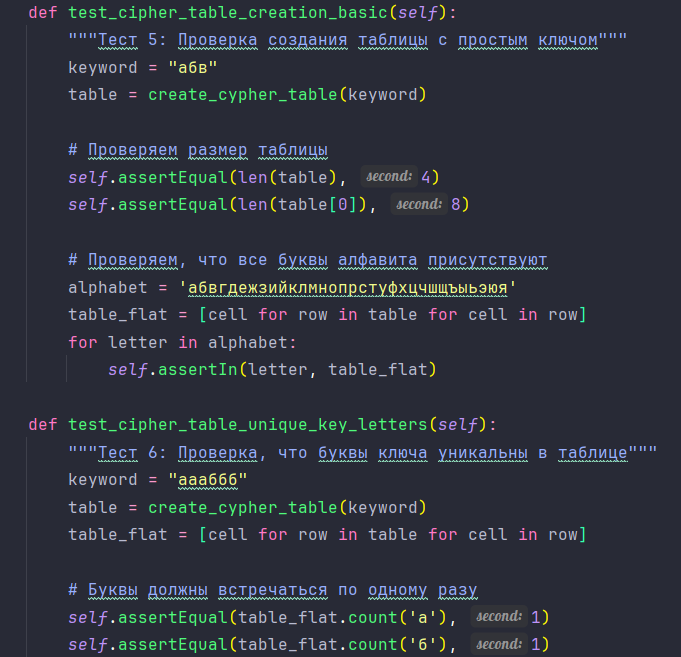 def test_cipher_table_creation_basic(self):
"""Тест 5: Проверка создания таблицы с простым ключом"""
keyword = "абв"
table = create_cypher_table(keyword)
# Проверяем размер таблицы
self.assertEqual(len(table), second: 4)
self.assertEqual(len(table[0]), second: 8)
# Проверяем, что все буквы алфавита присутствуют
alphabet = 'абвгдежзийклмнопрстуфхцчшщъыьэюя'
table_flat = [cell for row in table for cell in row]
for letter in alphabet:
self.assertIn(letter, table_flat)
def test_cipher_table_unique_key_letters(self):
"""Тест 6: Проверка, что буквы ключа уникальны в таблице"""
keyword = "aaaббб"
table = create_cypher_table(keyword)
table_flat = [cell for row in table for cell in row]
# Буквы должны встречаться по одному разу
self.assertEqual(table_flat.count('а'), second: 1)
self.assertEqual(table_flat.count('б'), second: 1)